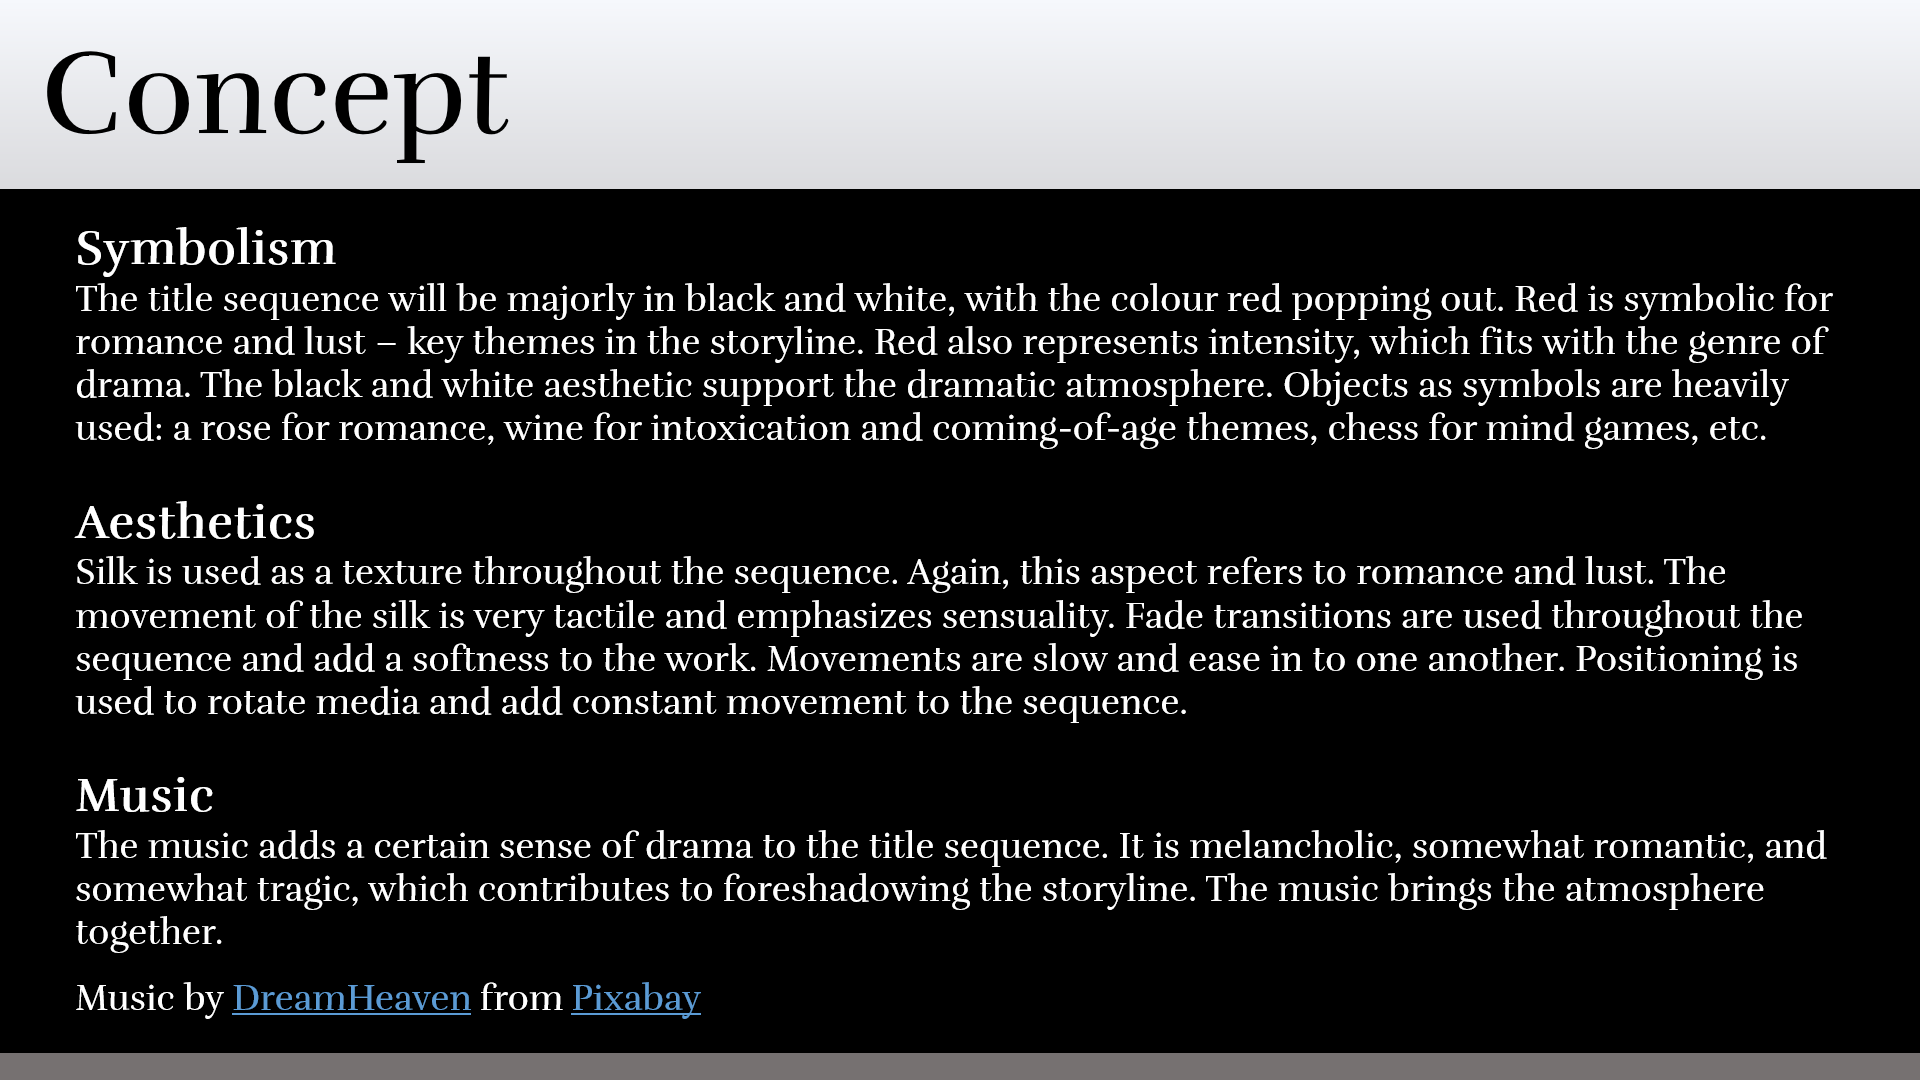 Concept
Symbolism
The title sequence will be majorly in black and white, with the colour red popping out. Red is symbolic for
romance and lust – key themes in the storyline. Red also represents intensity, which fits with the genre of
drama. The black and white aesthetic support the dramatic atmosphere. Objects as symbols are heavily
used: a rose for romance, wine for intoxication and coming-of-age themes, chess for mind games, etc.
Aesthetics
Silk is used as a texture throughout the sequence. Again, this aspect refers to romance and lust. The
movement of the silk is very tactile and emphasizes sensuality. Fade transitions are used throughout the
sequence and add a softness to the work. Movements are slow and ease in to one another. Positioning is
used to rotate media and add constant movement to the sequence.
Music
The music adds a certain sense of drama to the title sequence. It is melancholic, somewhat romantic, and
somewhat tragic, which contributes to foreshadowing the storyline. The music brings the atmosphere
together.
Music by DreamHeaven from Pixabay